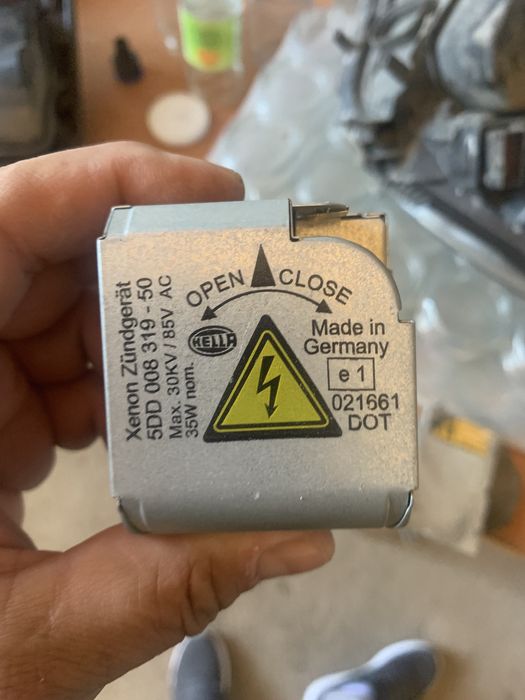 OPEN CLOSE
HELLA
Made in
Germany
e 1
021661
DOT
Xenon Zündgerät
5DD 008 319 - 50
Max. 30KV / 85V AC
35W nom.